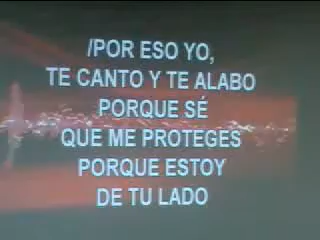 /POR ESO YO,
TE CANTO Y TE ALABO
PORQUE SÉ
QUE ME PROTEGES
PORQUE ESTOY
DE TU LADO